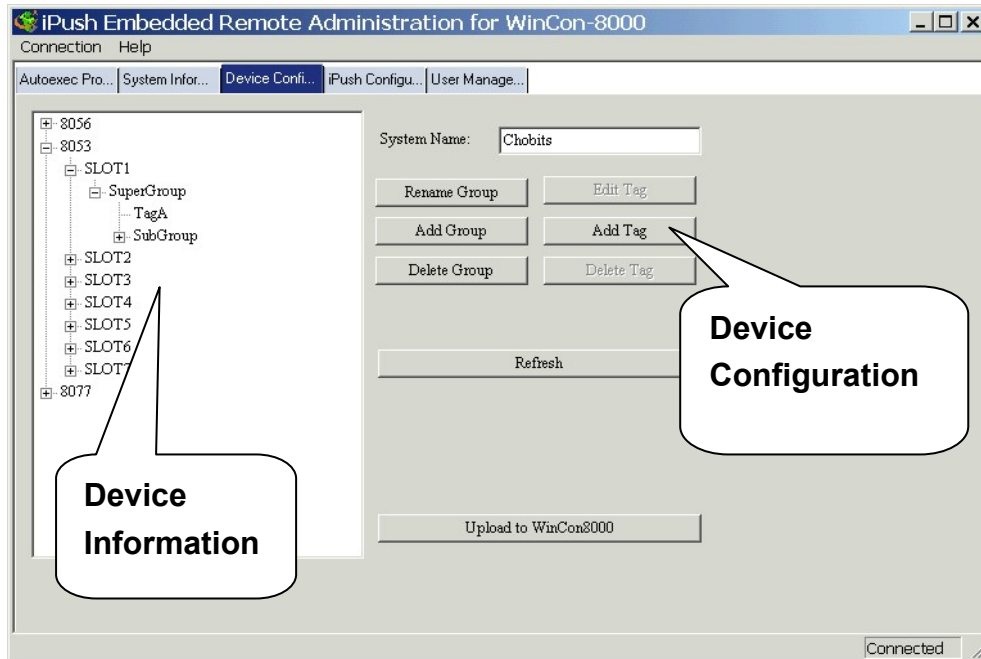 iPush Embedded Remote Administration for WinCon-8000
Connection Help
Autoexec Pro... System Infor... Device Confi... iPush Configu... User Manage...
8056
8053
SLOT1
SuperGroup
TagA
SubGroup
SLOT2
SLOT3
SLOT4
SLOT5
SLOT6
SLOT7
8077
System Name: Chobits
Rename Group Edit Tag
Add Group Add Tag
Delete Group Delete Tag
Refresh
Upload to WinCon8000
Device
Configuration
Device
Information
Connected